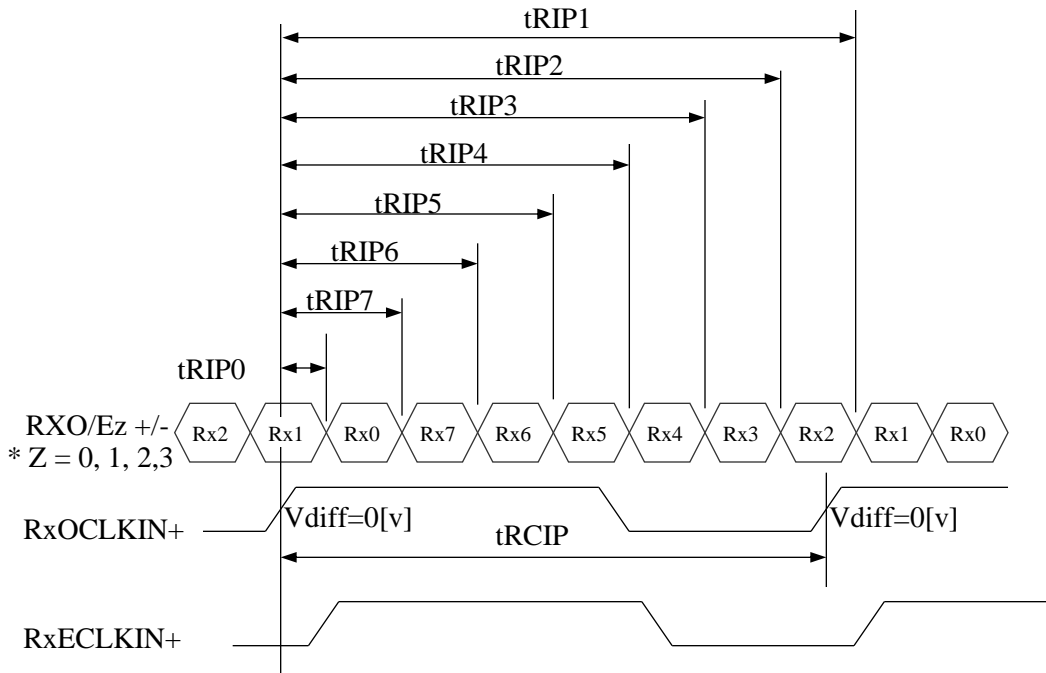 tRIP1
tRIP2
tRIP3
tRIP4
tRIP5
tRIP6
tRIP7
tRIP0
RXO/Ez +/-
* Z = 0, 1, 2,3
Rx2 Rx1 Rx0 Rx7 Rx6 Rx5 Rx4 Rx3 Rx2 Rx1 Rx0
RxOCLKIN+
Vdiff=0[v] Vdiff=0[v]
tRCIP
RxECLKIN+